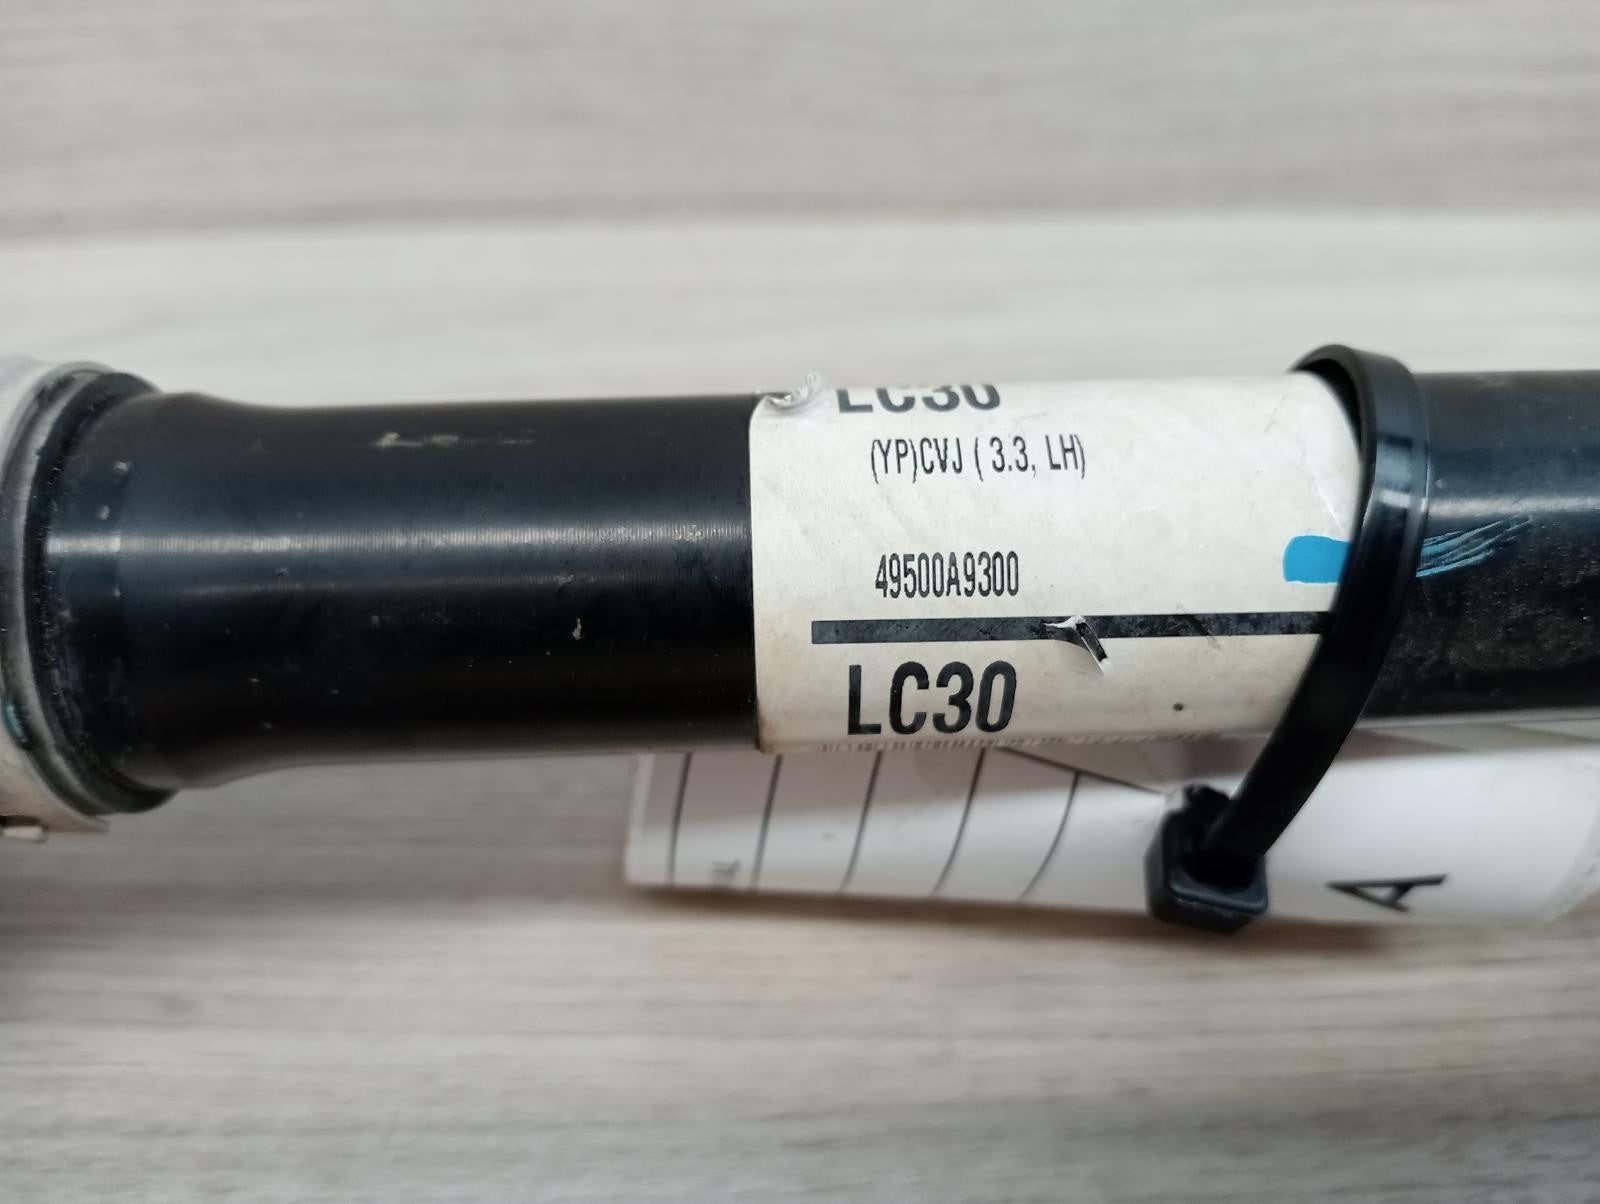 LC30
(YP)CVJ ( 3.3, LH)
49500A9300
LC30
A